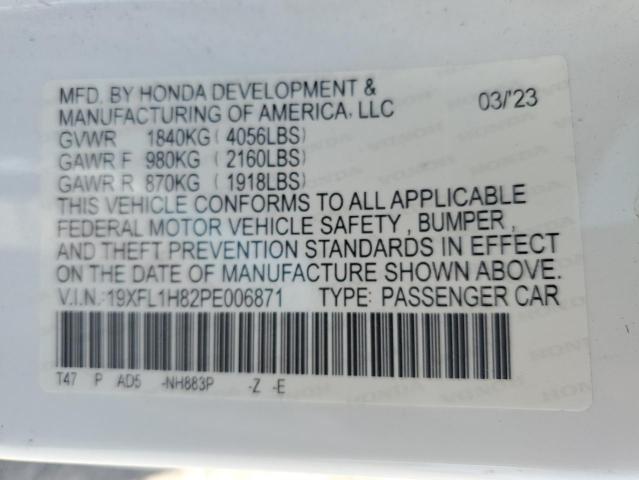 MFD. BY HONDA DEVELOPMENT &
MANUFACTURING OF AMERICA, LLC 03/'23
GVWR 1840KG ( 4056LBS)
GAWR F 980KG ( 2160LBS)
GAWR R 870KG ( 1918LBS)
THIS VEHICLE CONFORMS TO ALL APPLICABLE
FEDERAL MOTOR VEHICLE SAFETY , BUMPER ,
AND THEFT PREVENTION STANDARDS IN EFFECT
ON THE DATE OF MANUFACTURE SHOWN ABOVE.
V.I.N.:19XFL1H82PE006871 TYPE: PASSENGER CAR
T47 P AD5 -NH883P -Z -E